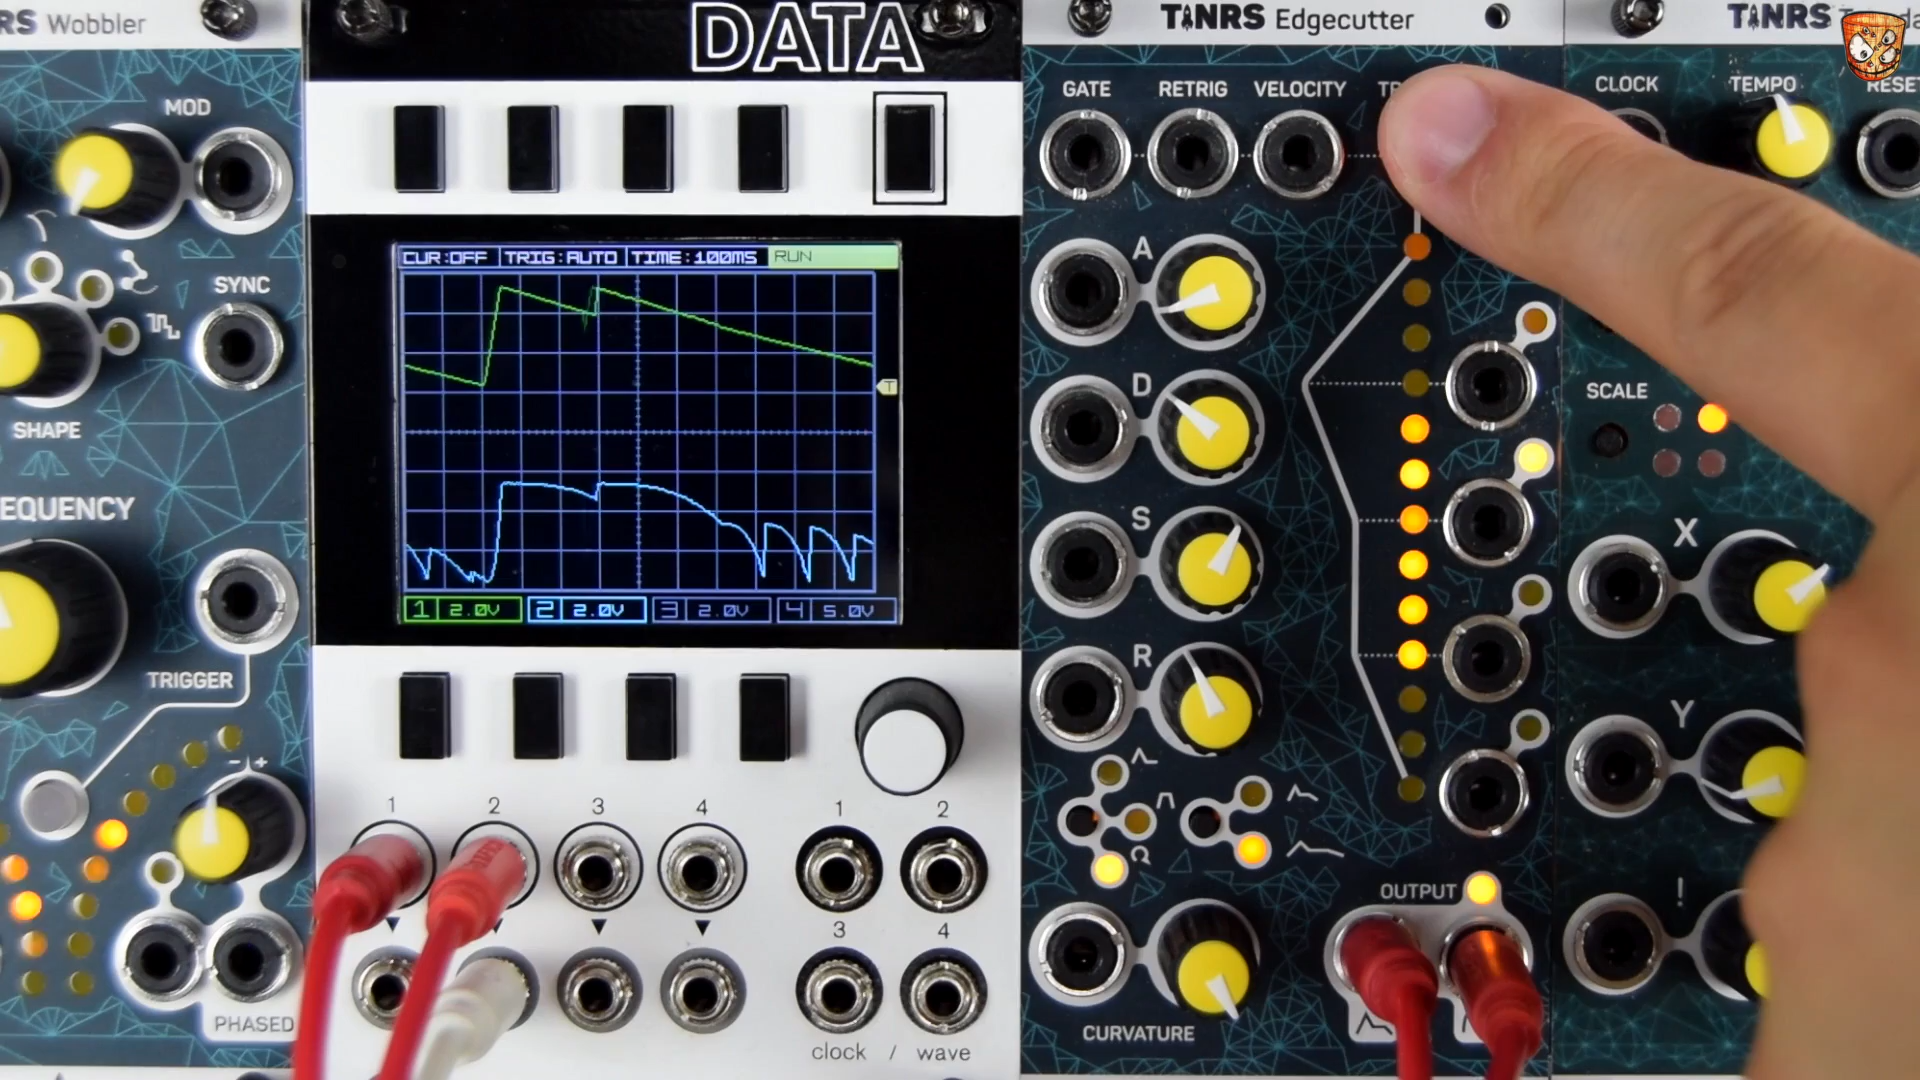 RS Wobbler
DATA
TiNRS Edgecutter
TiNRS
MOD
GATE
RETRIG
VELOCITY
CLOCK
TEMPO
RESET
CUR:OFF
TRIG:AUTO
TIME:100MS
RUN
A
SYNC
T
D
SCALE
SHAPE
EQUENCY
S
X
1 2.0V
2 2.0V
3 2.0V
4 5.0V
R
TRIGGER
Y
- +
1 2 3 4
1 2
OUTPUT
!
3 4
PHASED
CURVATURE
clock / wave